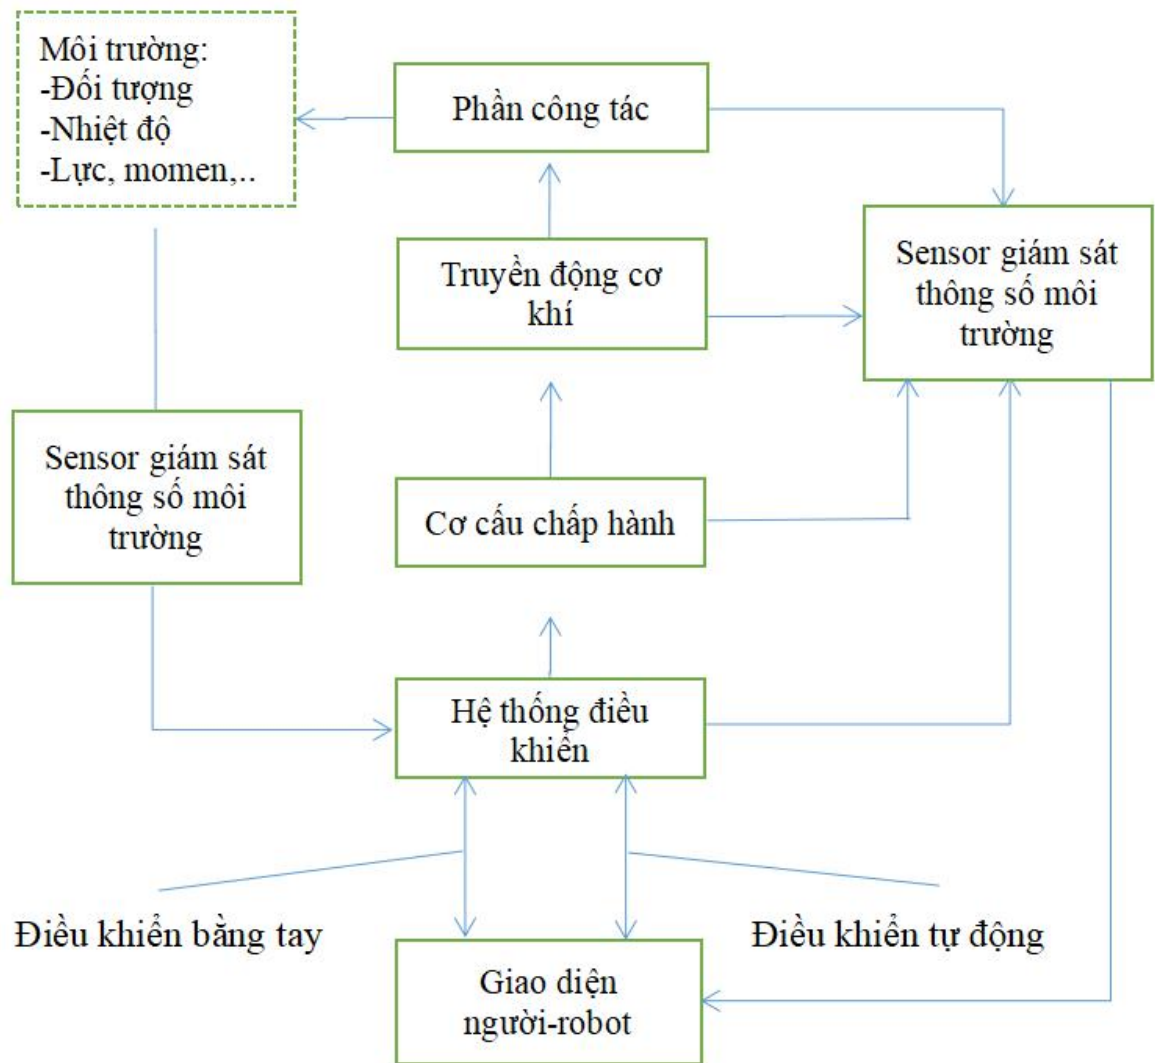 Môi trường:
-Đối tượng
-Nhiệt độ
-Lực, momen,..
Phần công tác
Truyền động cơ
khí
Sensor giám sát
thông số môi
trường
Sensor giám sát
thông số môi
trường
Cơ cấu chấp hành
Hệ thống điều
khiển
Điều khiển bằng tay
Điều khiển tự động
Giao diện
người-robot